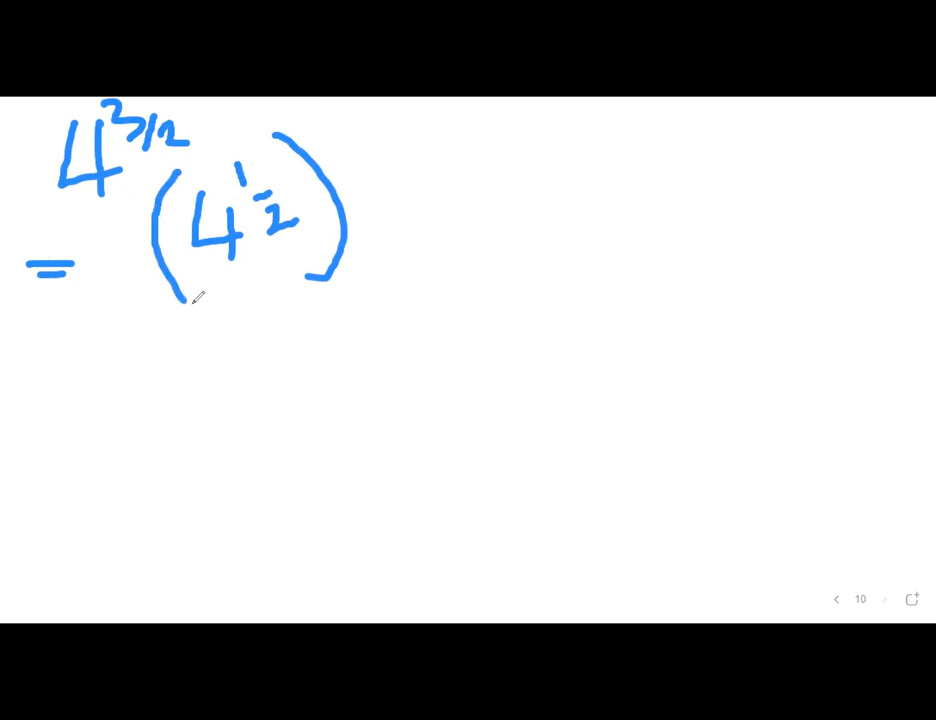 4^3/2
= (4^1/2)
10